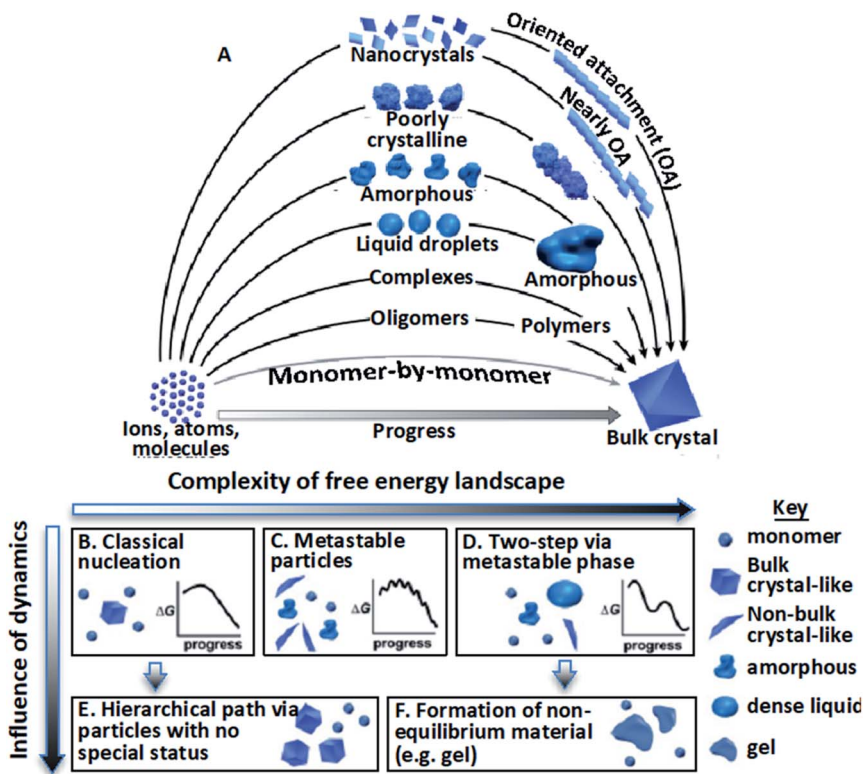 A
Nanocrystals
Oriented attachment (OA)
Nearly OA
Poorly
crystalline
Amorphous
Liquid droplets
Amorphous
Complexes
Oligomers
Polymers
Monomer-by-monomer
Ions, atoms,
molecules
Progress
Bulk crystal
Complexity of free energy landscape
Influence of dynamics
B. Classical
nucleation
ΔG
progress
C. Metastable
particles
ΔG
progress
D. Two-step via
metastable phase
ΔG
progress
E. Hierarchical path via
particles with no
special status
F. Formation of non-
equilibrium material
(e.g. gel)
Key
monomer
Bulk
crystal-like
Non-bulk
crystal-like
amorphous
dense liquid
gel